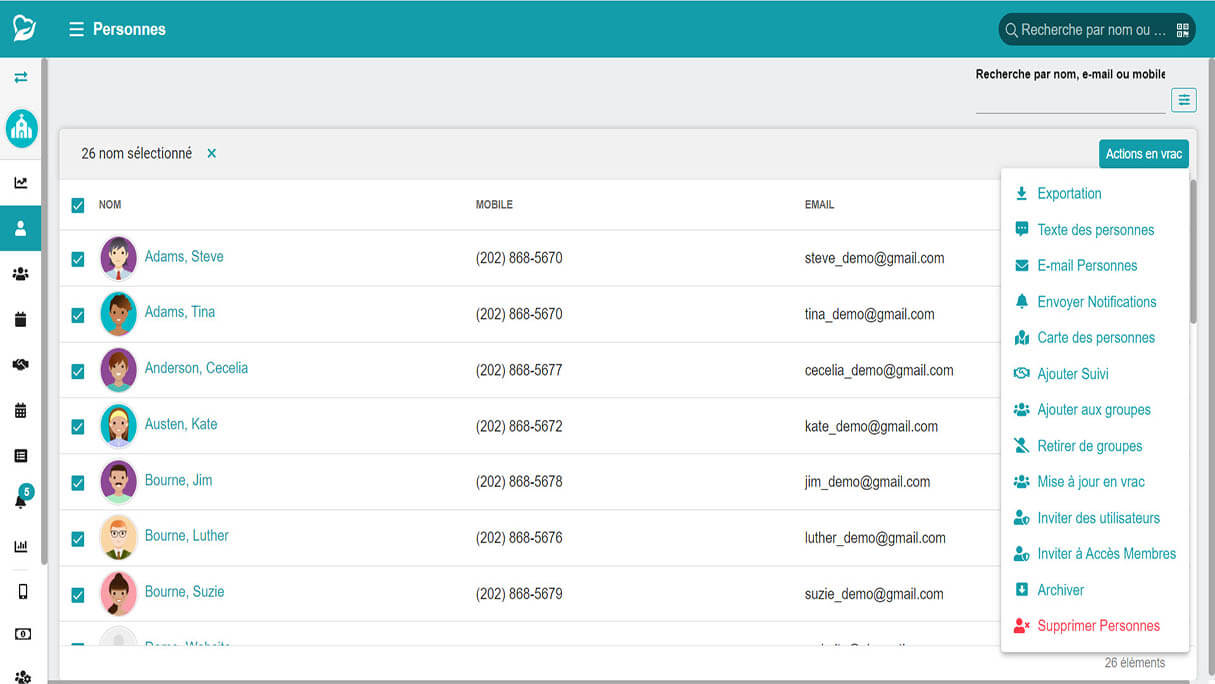 Personnes
Recherche par nom ou ...
Recherche par nom, e-mail ou mobile
26 nom sélectionné
Actions en vrac
NOM MOBILE EMAIL
Exportation
Texte des personnes
Adams, Steve (202) 868-5670 steve_demo@gmail.com
E-mail Personnes
Envoyer Notifications
Adams, Tina (202) 868-5670 tina_demo@gmail.com
Carte des personnes
Anderson, Cecelia (202) 868-5677 cecelia_demo@gmail.com
Ajouter Suivi
Ajouter aux groupes
Austen, Kate (202) 868-5672 kate_demo@gmail.com
Retirer de groupes
Bourne, Jim (202) 868-5678 jim_demo@gmail.com
Mise à jour en vrac
5
Inviter des utilisateurs
Bourne, Luther (202) 868-5676 luther_demo@gmail.com
Inviter à Accès Membres
Bourne, Suzie (202) 868-5679 suzie_demo@gmail.com
Archiver
Supprimer Personnes
26 éléments